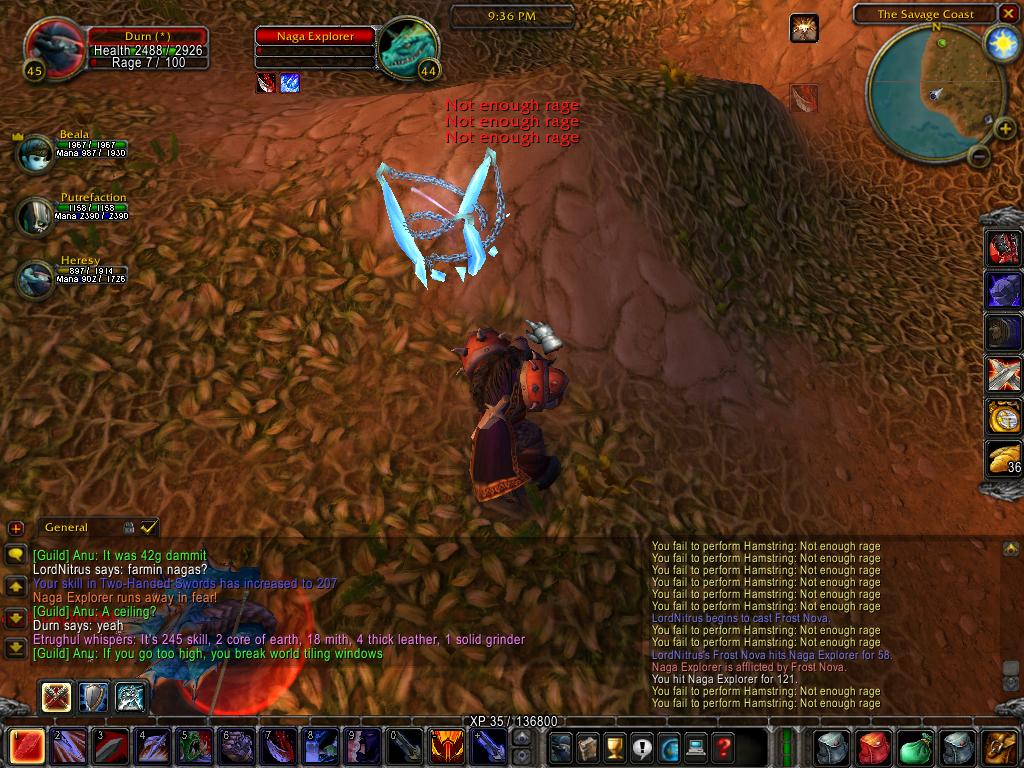 9:36 PM
The Savage Coast
N
Durn (*)
Health 2488 / 2926
Rage 7 / 100
45
Naga Explorer
44
Not enough rage
Not enough rage
Not enough rage
Beala
1967 / 1967
Mana 987 / 1930
Putrefaction
1158 / 1158
Mana 2390 / 2390
Heresy
897 / 1914
Mana 902 / 1726
36
General
[Guild] Anu: It was 42g dammit
LordNitrus says: farmin nagas?
Your skill in Two-Handed Swords has increased to 207
Naga Explorer runs away in fear!
[Guild] Anu: A ceiling?
Durn says: yeah
Etrughul whispers: It's 245 skill, 2 core of earth, 18 mith, 4 thick leather, 1 solid grinder
[Guild] Anu: If you go too high, you break world tiling windows
You fail to perform Hamstring: Not enough rage
You fail to perform Hamstring: Not enough rage
You fail to perform Hamstring: Not enough rage
You fail to perform Hamstring: Not enough rage
You fail to perform Hamstring: Not enough rage
You fail to perform Hamstring: Not enough rage
LordNitrus begins to cast Frost Nova.
You fail to perform Hamstring: Not enough rage
You fail to perform Hamstring: Not enough rage
LordNitrus's Frost Nova hits Naga Explorer for 58.
Naga Explorer is afflicted by Frost Nova.
You hit Naga Explorer for 121.
You fail to perform Hamstring: Not enough rage
You fail to perform Hamstring: Not enough rage
XP 35 / 136800
1 2 3 4 5 6 7 8 9 0 - +